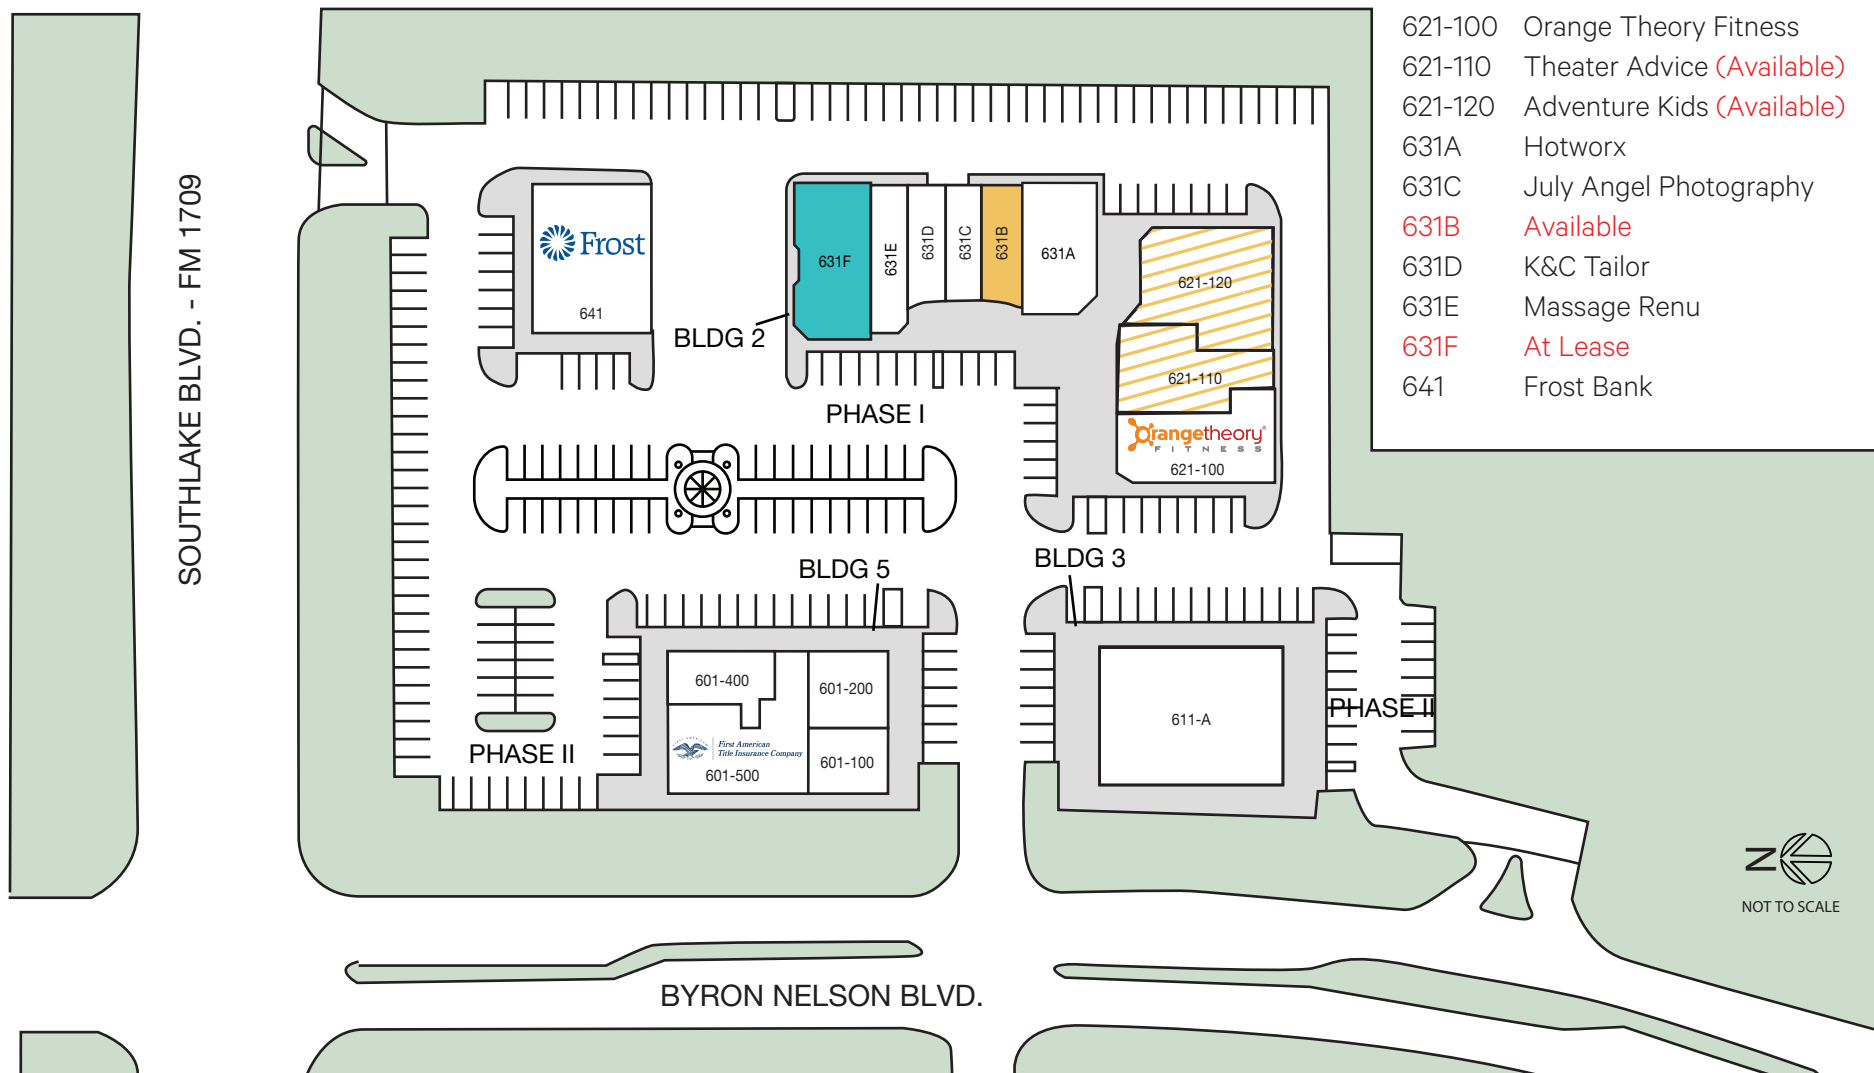 621-100 Orange Theory Fitness
621-110 Theater Advice (Available)
621-120 Adventure Kids (Available)
631A Hotworx
631C July Angel Photography
631B Available
631D K&C Tailor
631E Massage Renu
631F At Lease
641 Frost Bank
SOUTHLAKE BLVD. - FM 1709
Frost
641
BLDG 2
631F
631E
631D
631C
631B
631A
621-120
621-110
Orangetheory®
FITNESS
621-100
PHASE I
BLDG 5
BLDG 3
601-400
601-200
First American
Title Insurance Company
601-500
601-100
611-A
PHASE II
PHASE II
N
NOT TO SCALE
BYRON NELSON BLVD.